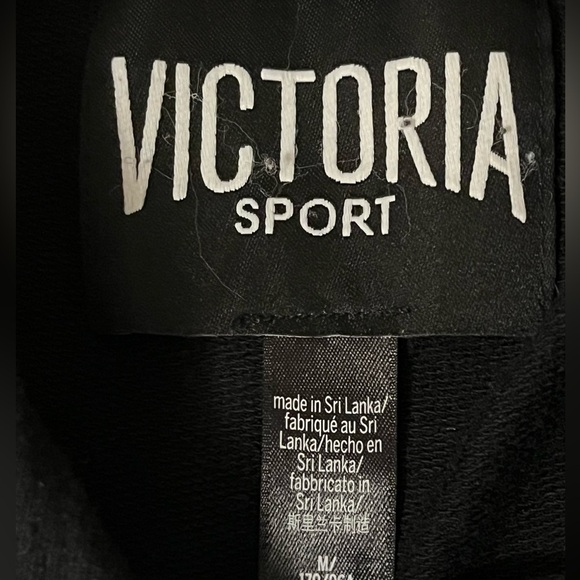 VICTORIA
SPORT
made in Sri Lanka/
fabriqué au Sri
Lanka/hecho en
Sri Lanka/
fabbricato in
Sri Lanka/
斯里兰卡制造
M/